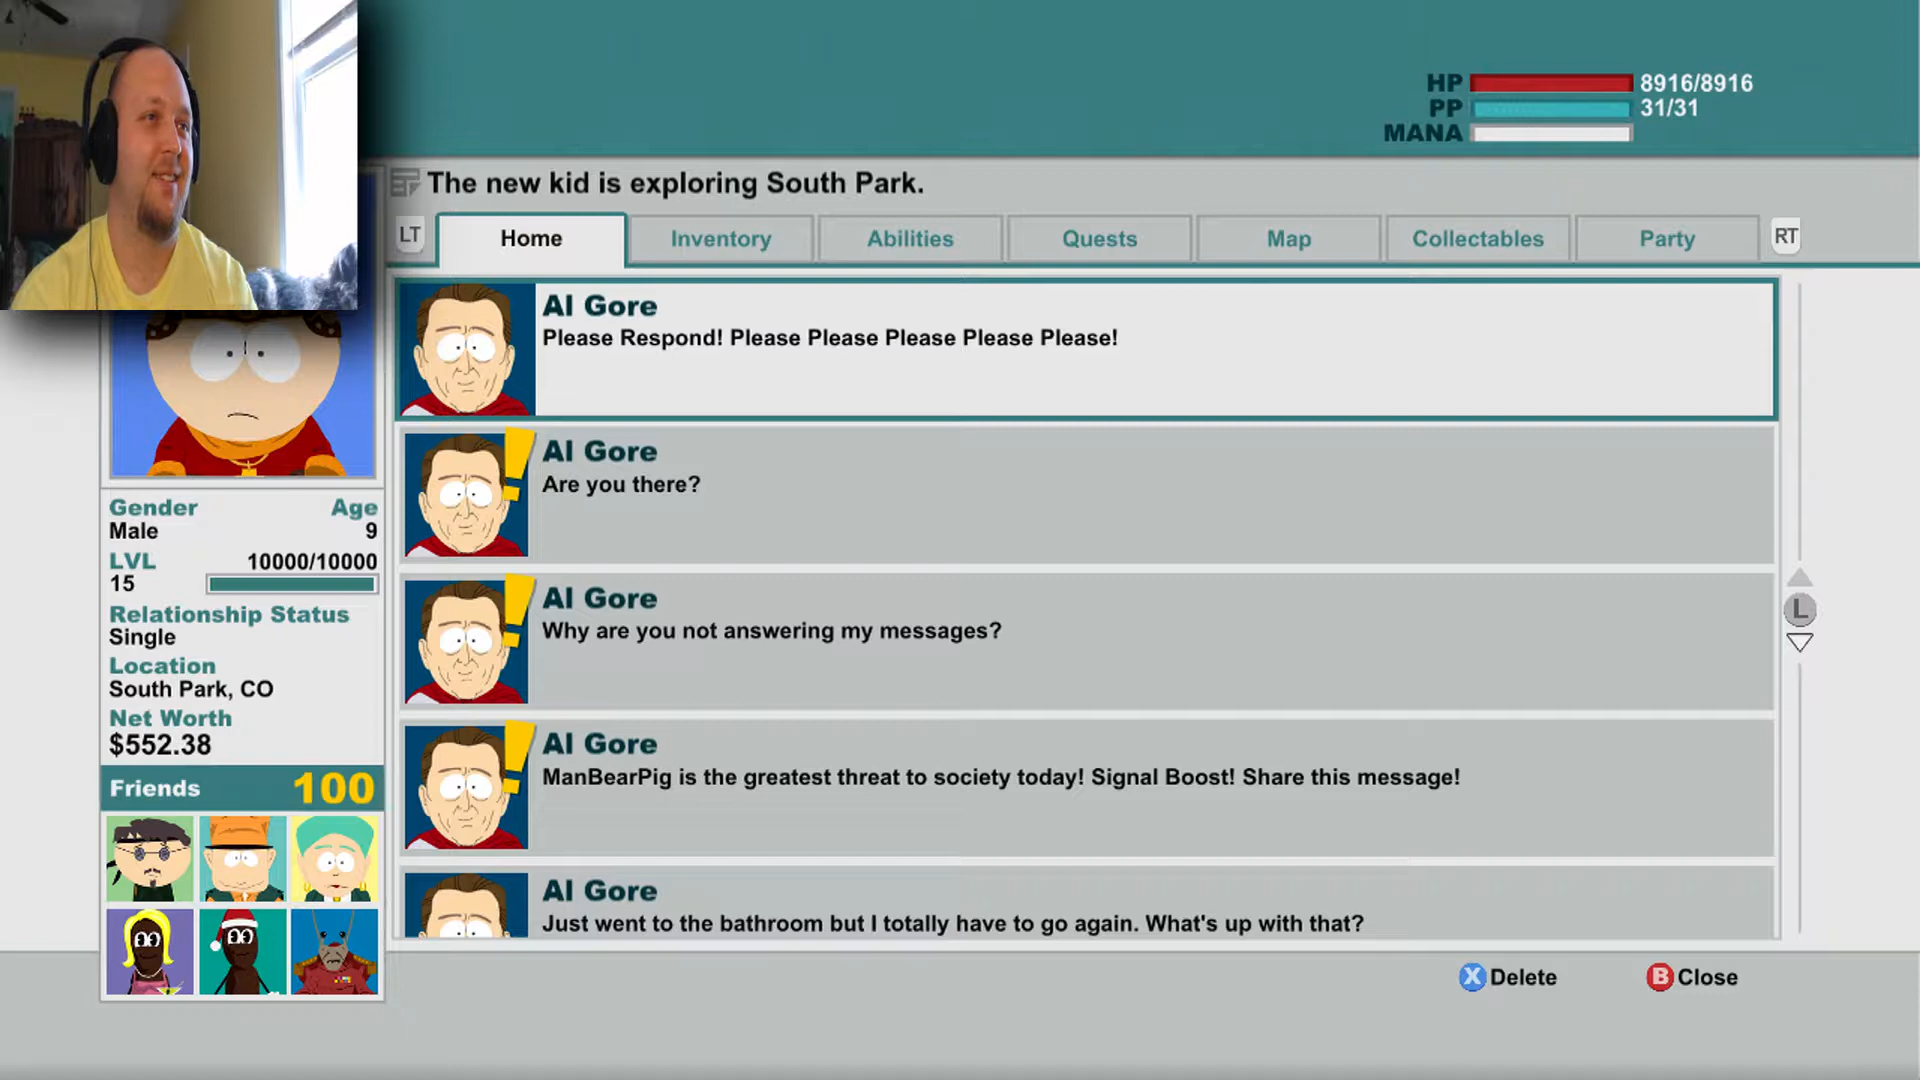 HP 8916/8916
PP 31/31
MANA
The new kid is exploring South Park.
LT Home Inventory Abilities Quests Map Collectables Party RT
Al Gore
Please Respond! Please Please Please Please Please!
Al Gore
Are you there?
Al Gore
Why are you not answering my messages?
Al Gore
ManBearPig is the greatest threat to society today! Signal Boost! Share this message!
Al Gore
Just went to the bathroom but I totally have to go again. What's up with that?
Gender Age
Male 9
LVL 10000/10000
15
Relationship Status
Single
Location
South Park, CO
Net Worth
$552.38
Friends 100
L
X Delete B Close